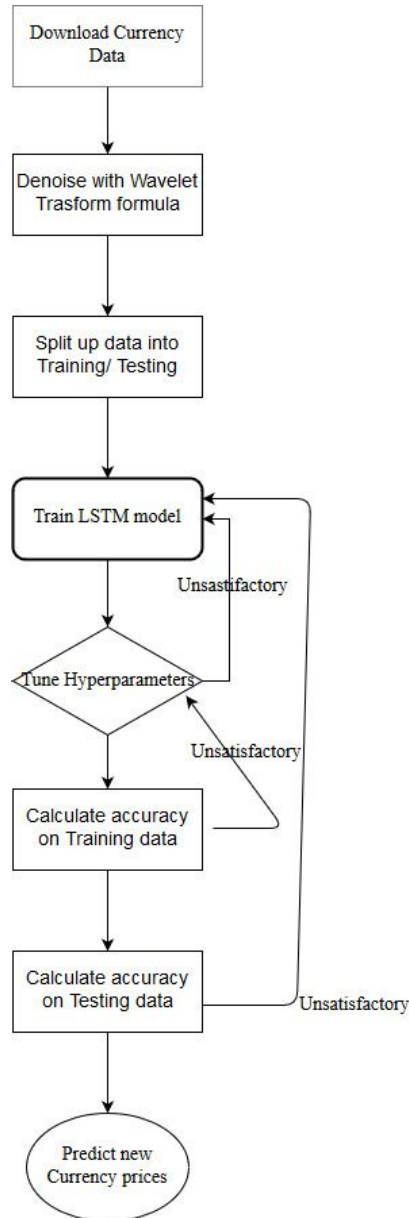 Download Currency
Data
Denoise with Wavelet
Trasform formula
Split up data into
Training/ Testing
Train LSTM model
Unsastifactory
Tune Hyperparameters
Unsatisfactory
Calculate accuracy
on Training data
Calculate accuracy
on Testing data
Unsatisfactory
Predict new
Currency prices